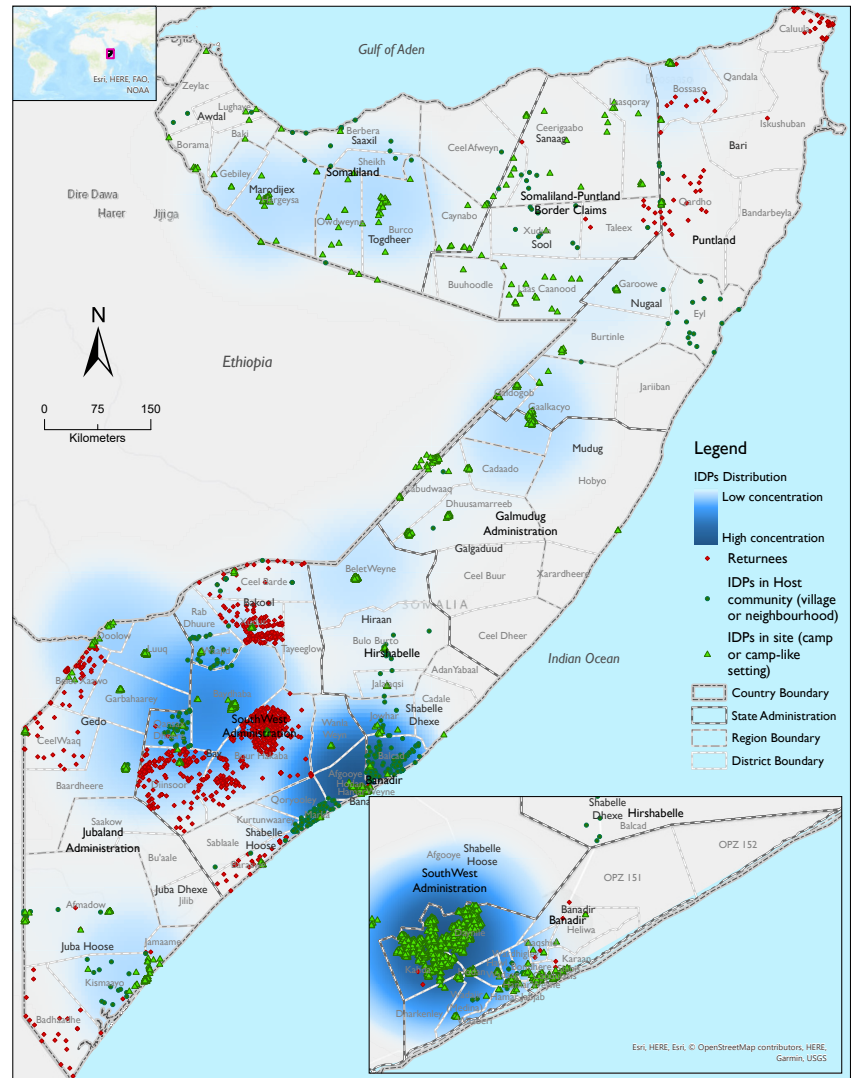 Esri, HERE, FAO,
NOAA
Gulf of Aden
Caluula
Zeylac
Lughaye
Awdal
Borama
Baki
Berbera
Saaxil
Sheikh
Gebiley
Somaliland
Marodijex
Owdweyne
Burco
Togdheer
Ceel Afweyn
Ceerigaabo
Sanaag
Laasqoray
Bossaso
Qandala
Iskushuban
Bari
Dire Dawa
Harer
Jijiga
Caynabo
Somaliland-Puntland
Border Claims
Xudun
Sool
Taleex
Qardho
Bandarbeyla
Puntland
Buuhoodle
Laas Caanood
Garoowe
Nugaal
Eyl
N
Ethiopia
0 75 150
Kilometers
Burtinle
Jariiban
Galdogob
Gaalkacyo
Mudug
Cadaado
Hobyo
Dhuusamarreeb
Galmudug
Administration
Galgaduud
Ceel Buur
Xarardheere
Legend
IDPs Distribution
Low concentration
High concentration
Returnees
IDPs in Host
community (village
or neighbourhood)
IDPs in site (camp
or camp-like
setting)
Country Boundary
State Administration
Region Boundary
District Boundary
BeletWeyne
Ceel Barde
Bakool
Rab
Dhuure
Tayeeglow
SOMALIA
Hiraan
Bulo Burto
Hirshabelle
Ceel Dheer
Indian Ocean
Doolow
Luuq
Garbahaarey
Gedo
CeelWaaq
Jalalaqsi
AdanYabaal
Cadale
Shabelle
Dhexe
Jowhar
SouthWest
Administration
Bay
Buur Hakaba
Balcad
Afgooye
Banadir
Baardheere
Diinsoor
Kurtunwaarey
Shabelle
Hoose
Sablaale
Saakow
Jubaland
Administration
Bu'aale
Juba Dhexe
Jilib
Afmadow
Juba Hoose
Jamaame
Kismaayo
Badhaadhe
Shabelle
Dhexe
Hirshabelle
Balcad
OPZ 152
OPZ 151
Shabelle
Hoose
Afgooye
SouthWest
Administration
Banadir
Banadir
Heliwa
Karaan
Dharkenley
Esri, HERE, Esri, © OpenStreetMap contributors, HERE,
Garmin, USGS